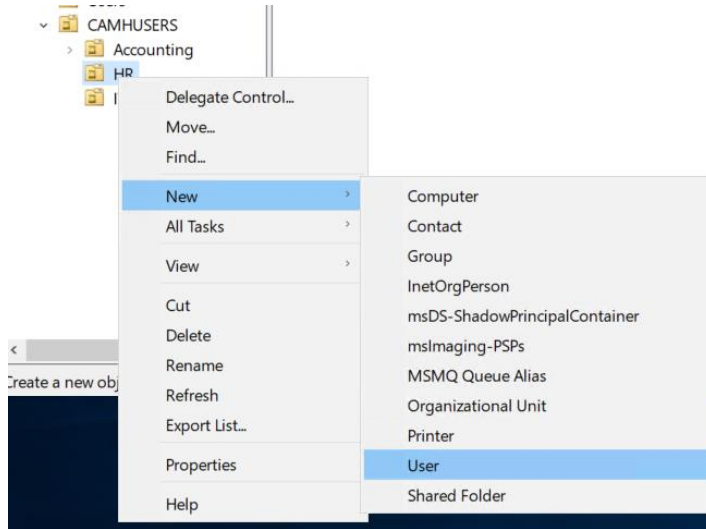 CAMHUSERS
Accounting
HR
Delegate Control...
Move...
Find...
New
All Tasks
View
Cut
Delete
Rename
Refresh
Export List...
Properties
Help
Computer
Contact
Group
InetOrgPerson
msDS-ShadowPrincipalContainer
msImaging-PSPs
MSMQ Queue Alias
Organizational Unit
Printer
User
Shared Folder
Create a new obj